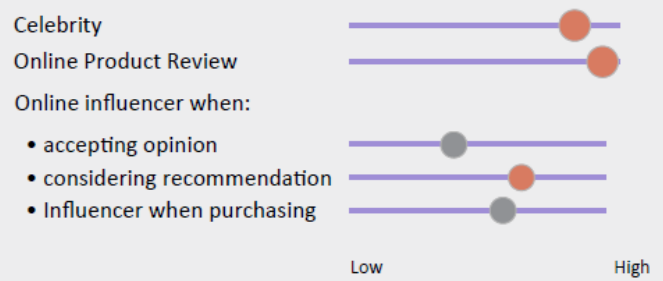 Celebrity
Online Product Review
Online influencer when:
• accepting opinion
• considering recommendation
• Influencer when purchasing
Low High